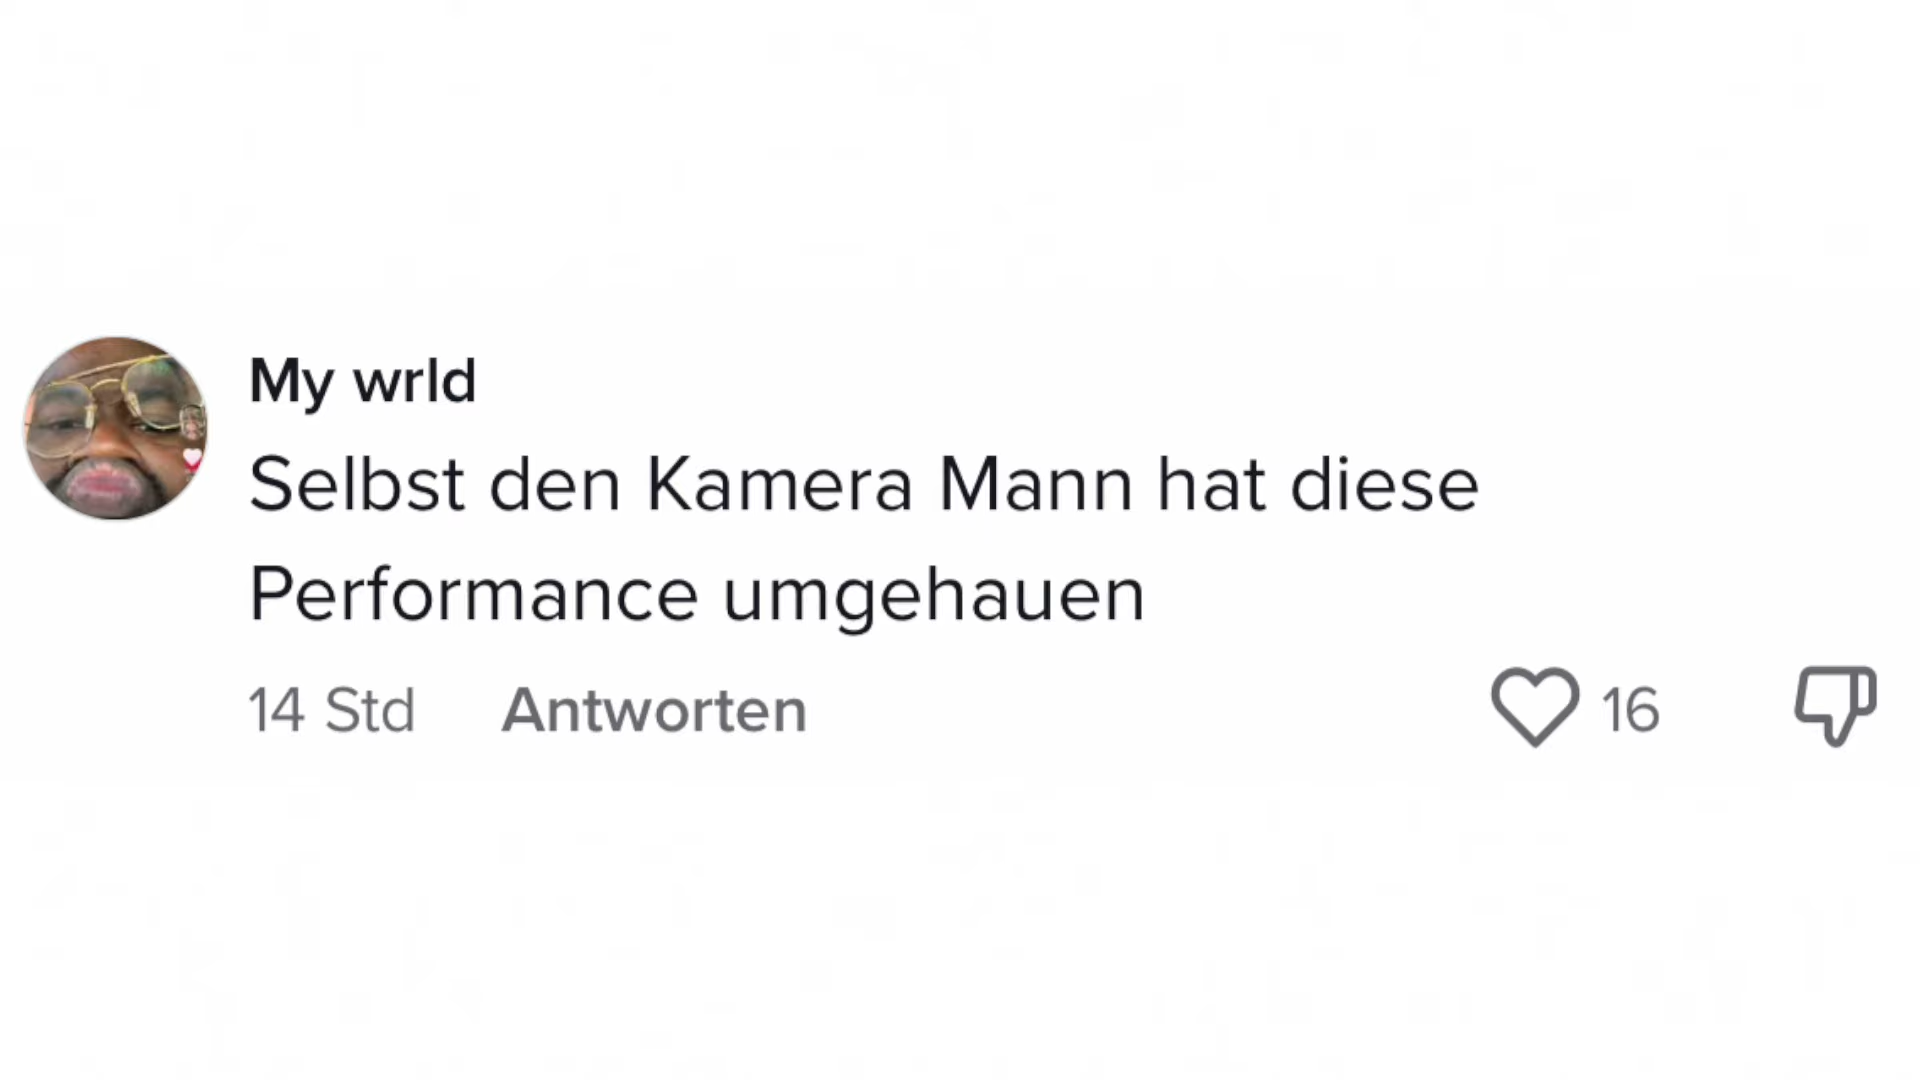 My wrld
Selbst den Kamera Mann hat diese
Performance umgehauen
14 Std Antworten 16